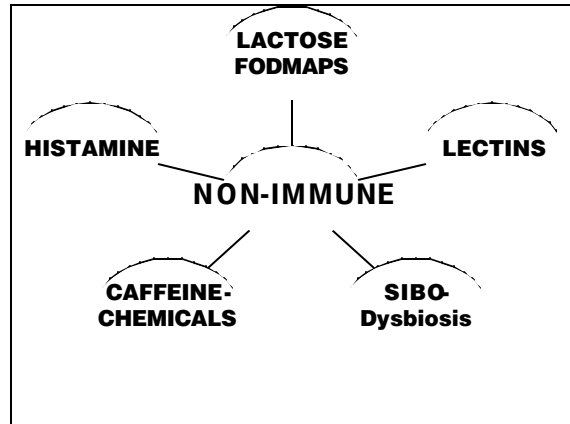 LACTOSE
FODMAPS
HISTAMINE
LECTINS
NON-IMMUNE
CAFFEINE-
CHEMICALS
SIBO-
Dysbiosis